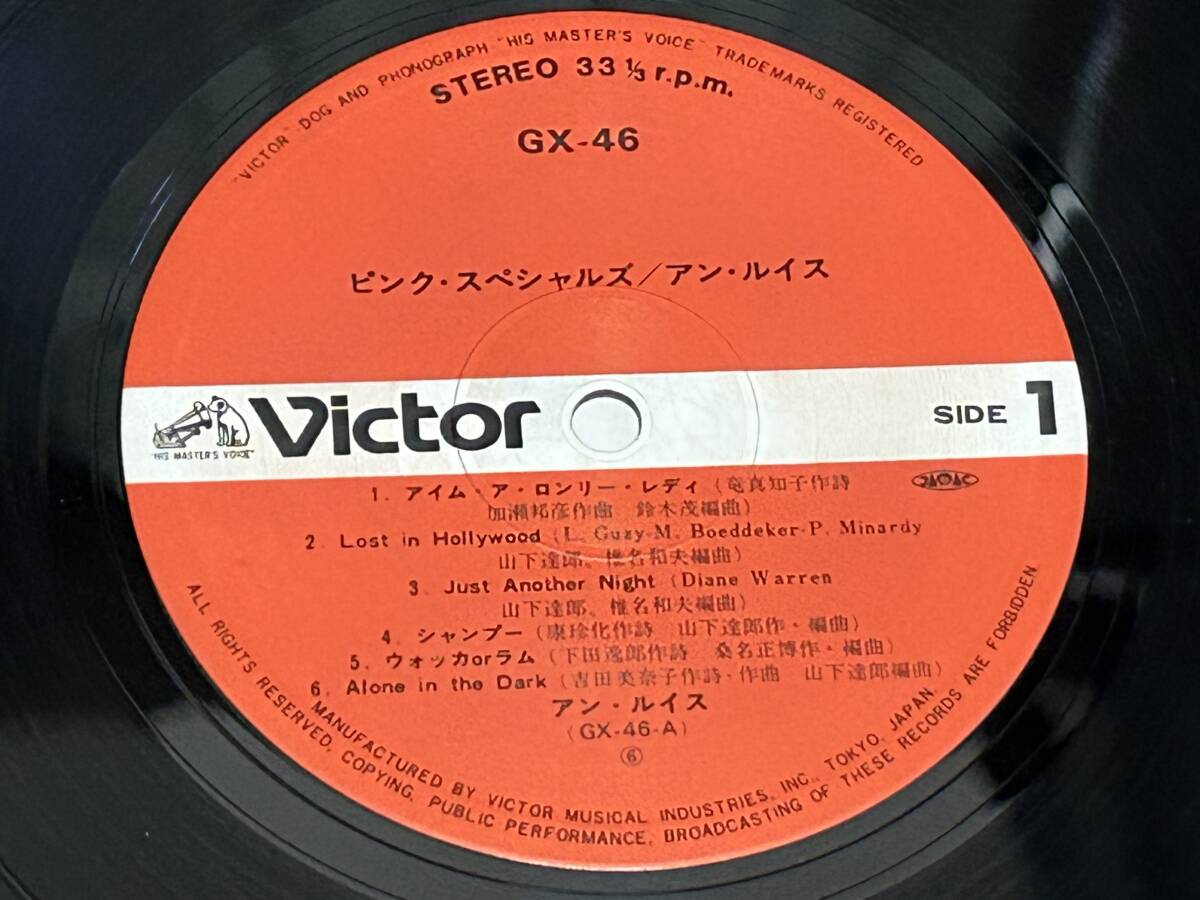 "VICTOR" DOG AND PHONOGRAPH "HIS MASTER'S VOICE" TRADEMARKS REGISTERED
STEREO 33 ⅓ r.p.m.
GX-46
ピンク・スペシャルズ/アン・ルイス
Victor
"HIS MASTER'S VOICE"
SIDE 1
1. アイム・ア・ロンリー・レディ(竜真知子作詩
加瀬邦彦作曲 鈴木茂編曲)
2. Lost in Hollywood (L. Guzy-M. Boeddeker-P. Minardy
山下達郎、椎名和夫編曲)
3. Just Another Night (Diane Warren
山下達郎、椎名和夫編曲)
4. シャンプー(康珍化作詩 山下達郎作・編曲)
5. ウォッカorラム(下田逸郎作詩 桑名正博作・編曲)
6. Alone in the Dark (吉田美奈子作詩・作曲 山下達郎編曲)
アン・ルイス
(GX-46-A)
⑥
MANUFACTURED BY VICTOR MUSICAL INDUSTRIES, INC., TOKYO, JAPAN.
ALL RIGHTS RESERVED. COPYING, PUBLIC PERFORMANCE, BROADCASTING OF THESE RECORDS ARE FORBIDDEN.